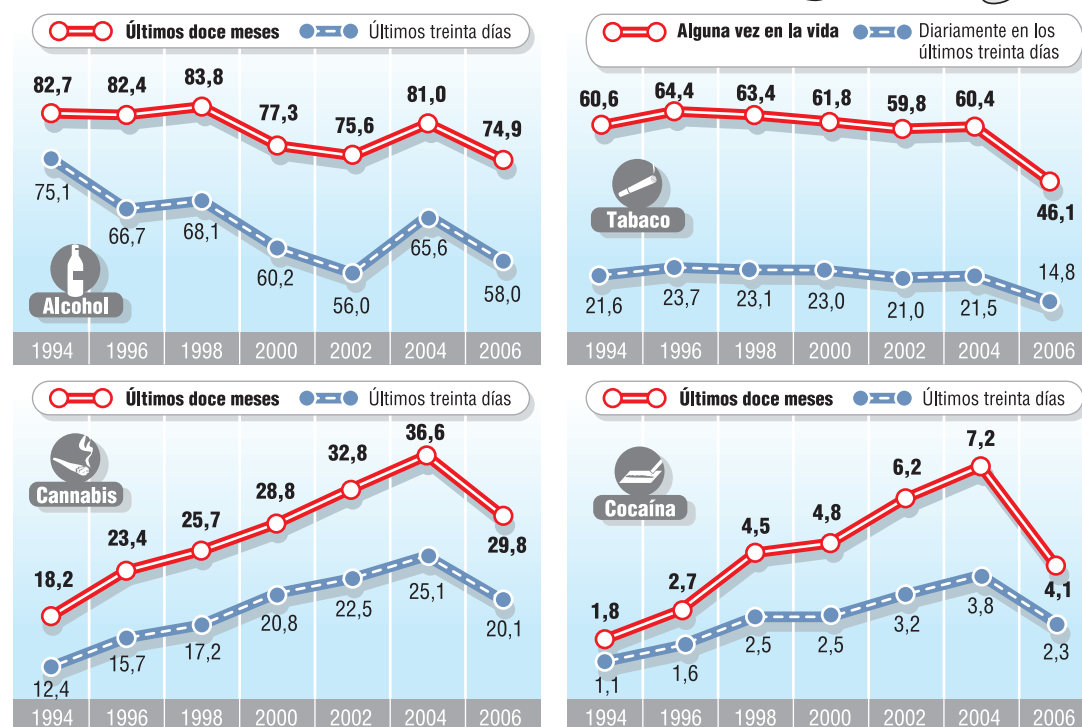 Últimos doce meses Últimos treinta días
82,7 82,4 83,8 77,3 75,6 81,0 74,9
75,1 66,7 68,1 60,2 56,0 65,6 58,0
Alcohol
1994 1996 1998 2000 2002 2004 2006
Alguna vez en la vida Diariamente en los
últimos treinta días
60,6 64,4 63,4 61,8 59,8 60,4 46,1
Tabaco
21,6 23,7 23,1 23,0 21,0 21,5 14,8
1994 1996 1998 2000 2002 2004 2006
Últimos doce meses Últimos treinta días
Cannabis
18,2 23,4 25,7 28,8 32,8 36,6 29,8
12,4 15,7 17,2 20,8 22,5 25,1 20,1
1994 1996 1998 2000 2002 2004 2006
Últimos doce meses Últimos treinta días
Cocaína
1,8 2,7 4,5 4,8 6,2 7,2 4,1
1,1 1,6 2,5 2,5 3,2 3,8 2,3
1994 1996 1998 2000 2002 2004 2006